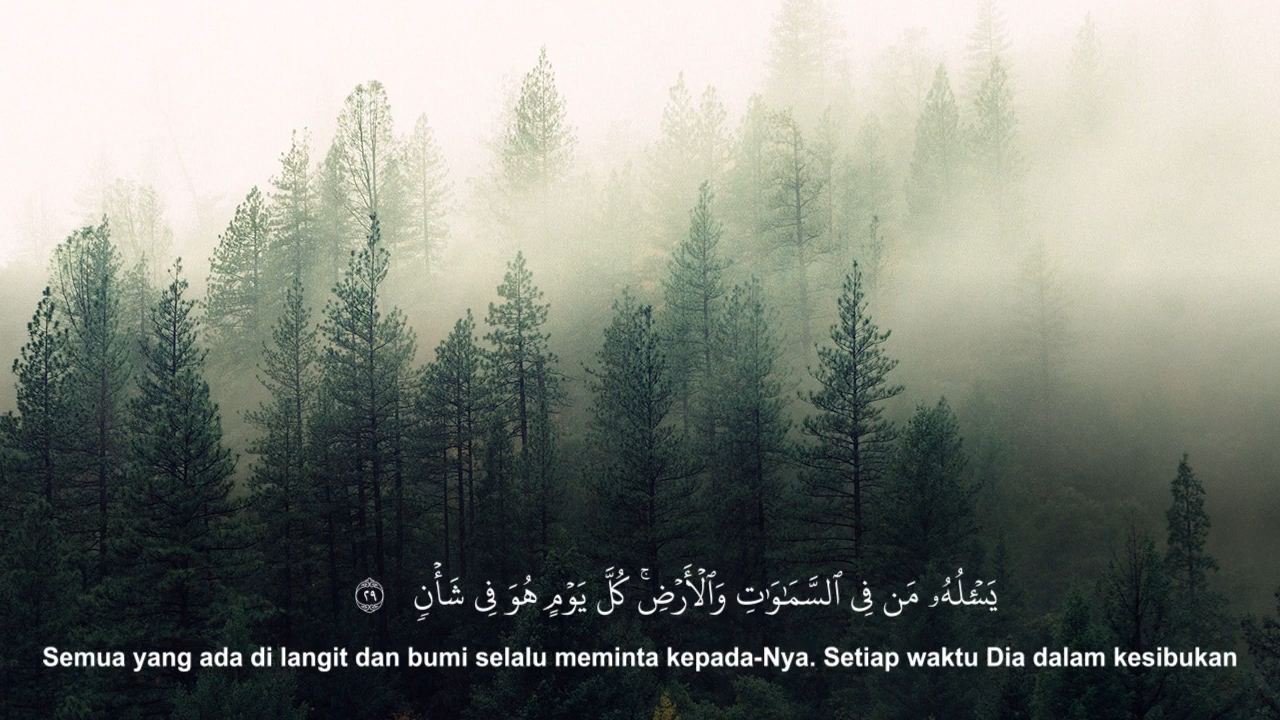 يَسْـَٔلُهُۥ مَن فِى ٱلسَّمَـٰوَٰتِ وَٱلْأَرْضِ ۚ كُلَّ يَوْمٍ هُوَ فِى شَأْنٍ ٢٩
Semua yang ada di langit dan bumi selalu meminta kepada-Nya. Setiap waktu Dia dalam kesibukan